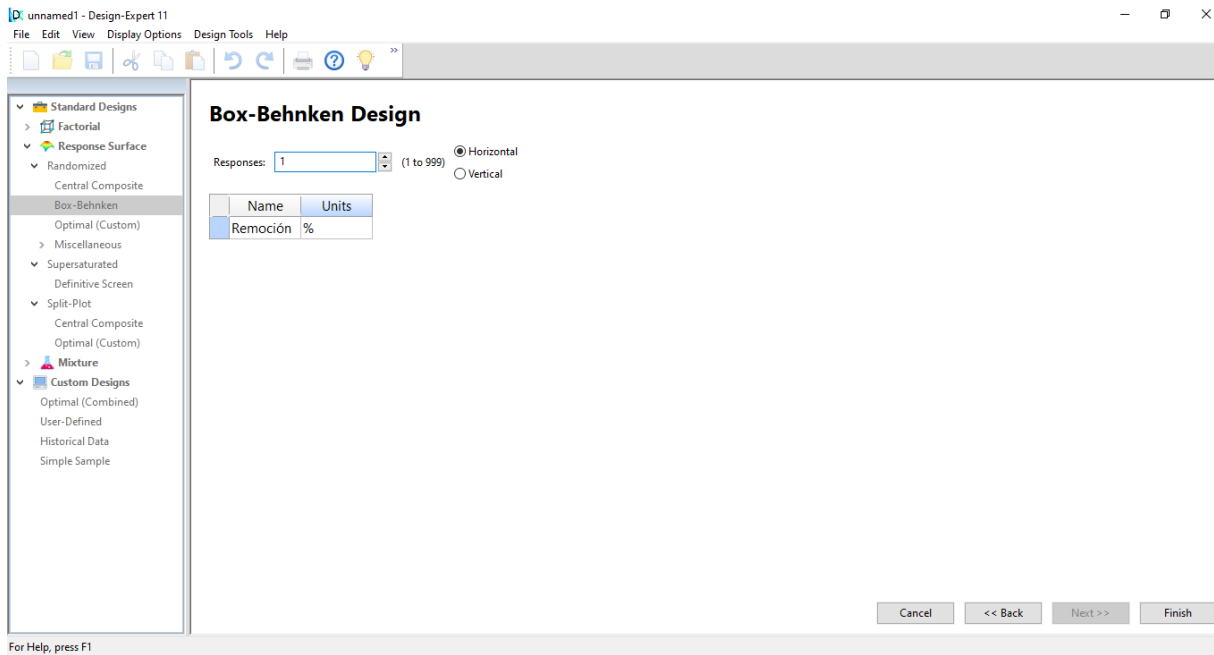 unnamed1 - Design-Expert 11
File Edit View Display Options Design Tools Help
Standard Designs
Factorial
Response Surface
Randomized
Central Composite
Box-Behnken
Optimal (Custom)
Miscellaneous
Supersaturated
Definitive Screen
Split-Plot
Central Composite
Optimal (Custom)
Mixture
Custom Designs
Optimal (Combined)
User-Defined
Historical Data
Simple Sample
Box-Behnken Design
Responses: 1 (1 to 999) Horizontal
Vertical
Name Units
Remoción %
Cancel << Back Next >> Finish
For Help, press F1